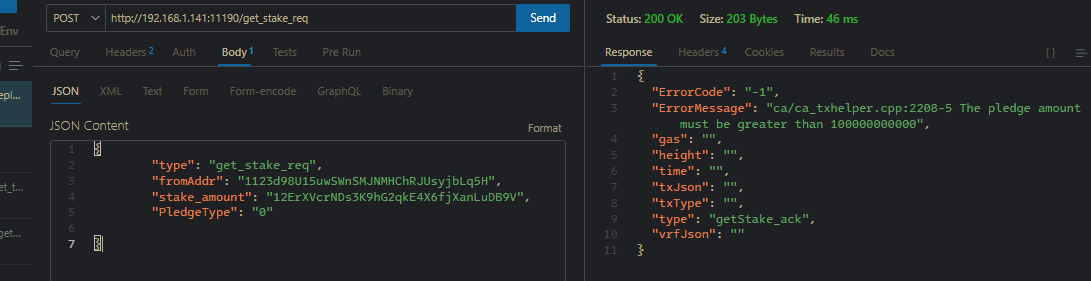 POST http://192.168.1.141:11190/get_stake_req Send
Status: 200 OK Size: 203 Bytes Time: 46 ms
Env
Query Headers 2 Auth Body 1 Tests Pre Run
Response Headers 4 Cookies Results Docs { }
JSON XML Text Form Form-encode GraphQL Binary
JSON Content
Format
1 {
2 "type": "get_stake_req",
3 "fromAddr": "1123d98U15uwSWnSMJNMHChRJUsyjbLq5H",
4 "stake_amount": "12ErXVcrNDs3K9hG2qkE4X6fjXanLuDB9V",
5 "PledgeType": "0"
6
7 }
1 {
2 "ErrorCode": "-1",
3 "ErrorMessage": "ca/ca_txhelper.cpp:2208-5 The pledge amount
must be greater than 100000000000",
4 "gas": "",
5 "height": "",
6 "time": "",
7 "txJson": "",
8 "txType": "",
9 "type": "getStake_ack",
10 "vrfJson": ""
11 }
epl...
et_t...
get...